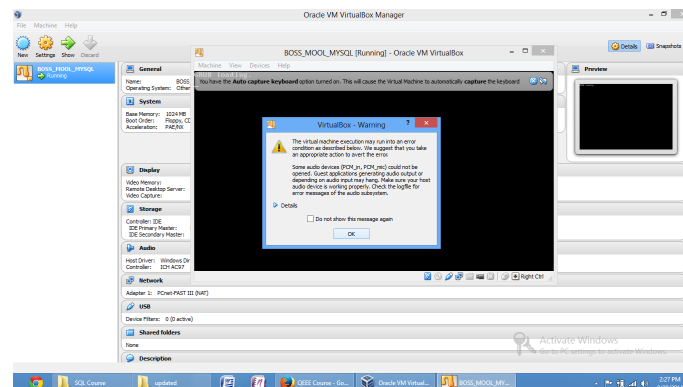 Oracle VM VirtualBox Manager
File Machine Help
New Settings Show Discard
Details Snapshots
BOSS_MOOL_MYSQL
Running
General
Name: BOSS
Operating System: Other
System
Base Memory: 1024 MB
Boot Order: Floppy, CD
Acceleration: PAE/NX
Display
Video Memory:
Remote Desktop Server:
Video Capture:
Storage
Controller: IDE
IDE Primary Master:
IDE Secondary Master:
Audio
Host Driver: Windows Dir
Controller: ICH AC97
Network
Adapter 1: PCnet-FAST III (NAT)
USB
Device Filters: 0 (0 active)
Shared folders
None
Description
Preview
BOSS_MOOL_MYSQL [Running] - Oracle VM VirtualBox
Machine View Devices Help
GRUB loading.
You have the Auto capture keyboard option turned on. This will cause the Virtual Machine to automatically capture the keyboard
VirtualBox - Warning
The virtual machine execution may run into an error
condition as described below. We suggest that you take
an appropriate action to avert the error.
Some audio devices (PCM_in, PCM_mic) could not be
opened. Guest applications generating audio output or
depending on audio input may hang. Make sure your host
audio device is working properly. Check the logfile for
error messages of the audio subsystem.
Details
Do not show this message again
OK
Right Ctrl
Activate Windows
Go to PC settings to activate Windows.
SQL Course
updated
QEEE Course - Go...
Oracle VM Virtual...
BOSS_MOOL_MY...
2:27 PM